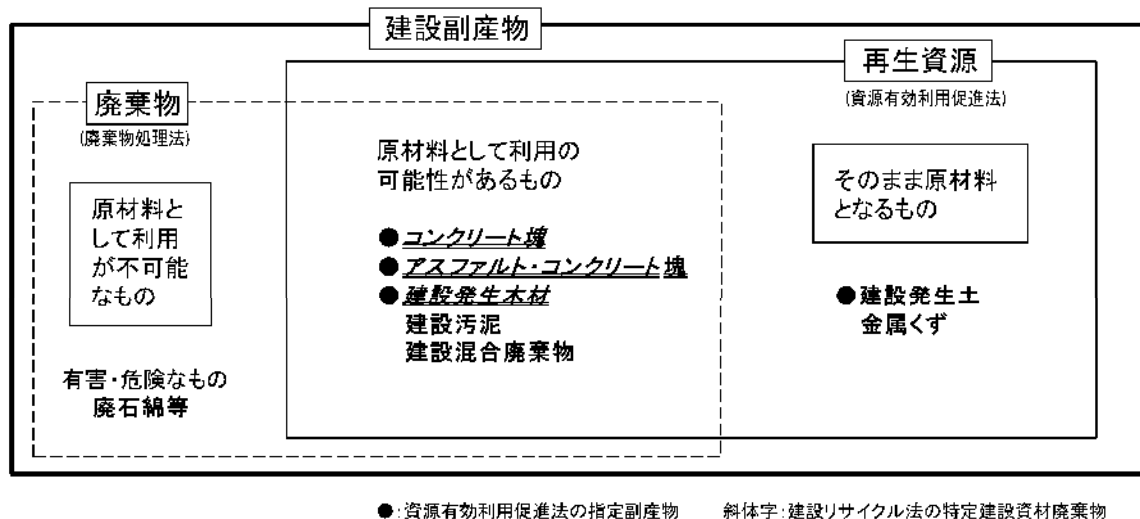 建設副産物
再生資源
(資源有効利用促進法)
廃棄物
(廃棄物処理法)
原材料と
して利用
が不可能
なもの
有害・危険なもの
廃石綿等
原材料として利用の
可能性があるもの
●コンクリート塊
●アスファルト・コンクリート塊
●建設発生木材
建設汚泥
建設混合廃棄物
そのまま原材料
となるもの
●建設発生土
金属くず
●:資源有効利用促進法の指定副産物 斜体字:建設リサイクル法の特定建設資材廃棄物